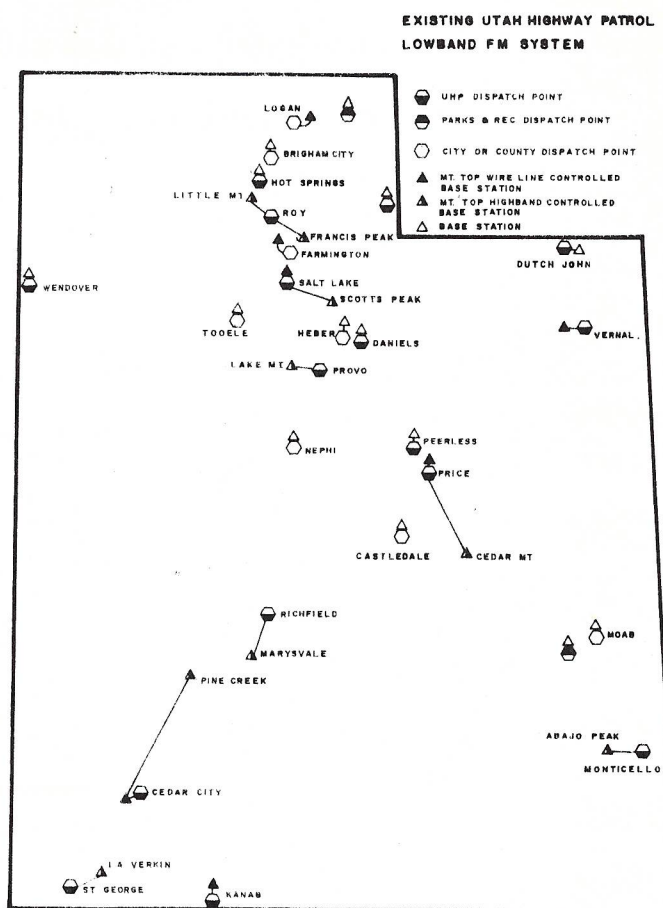 EXISTING UTAH HIGHWAY PATROL
LOWBAND FM SYSTEM
UHP DISPATCH POINT
PARKS & REC DISPATCH POINT
CITY OR COUNTY DISPATCH POINT
MT. TOP WIRE LINE CONTROLLED
BASE STATION
MT. TOP HIGHBAND CONTROLLED
BASE STATION
BASE STATION
LOGAN
BRIGHAM CITY
HOT SPRINGS
LITTLE MT.
ROY
FRANCIS PEAK
FARMINGTON
DUTCH JOHN
SALT LAKE
WENDOVER
SCOTTS PEAK
TOOELE
HEBER
DANIELS
VERNAL.
LAKE MT.
PROVO
PEERLESS
NEPHI
PRICE
CASTLEDALE
CEDAR MT
RICHFIELD
MOAB
MARYSVALE
PINE CREEK
ABAJO PEAK
MONTICELLO
CEDAR CITY
LA VERKIN
ST GEORGE
KANAB